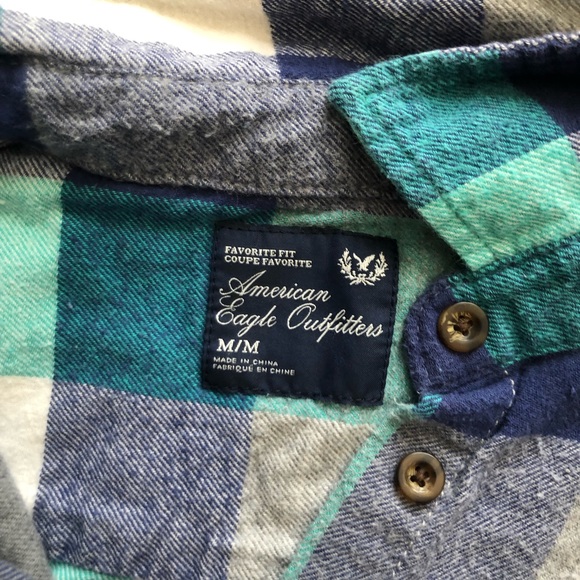 FAVORITE FIT
COUPE FAVORITE
American
Eagle Outfitters
M/M
MADE IN CHINA
FABRIQUÉ EN CHINE